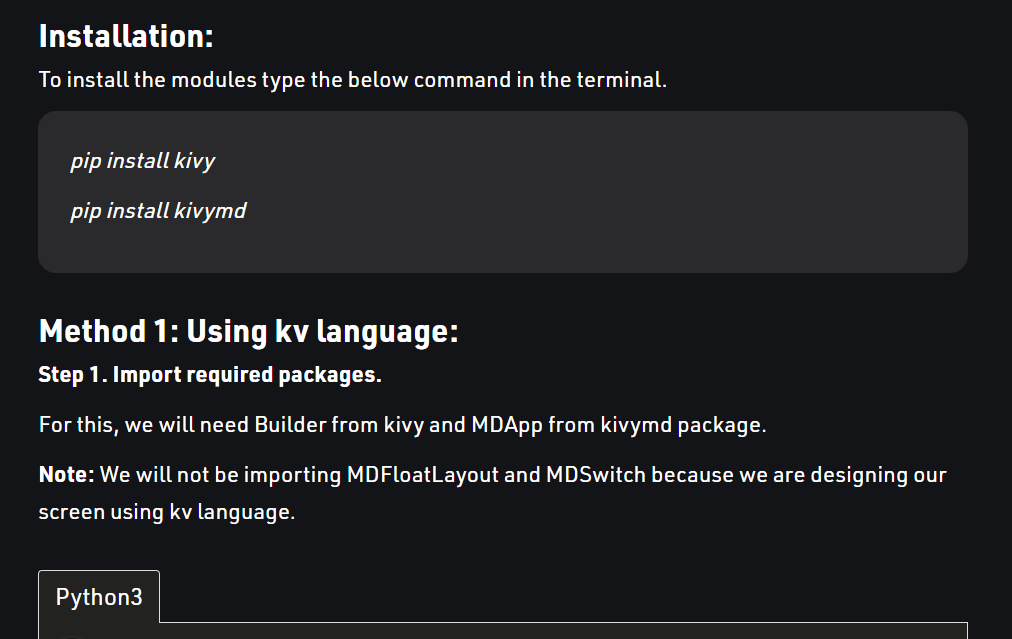 Installation:
To install the modules type the below command in the terminal.
pip install kivy
pip install kivymd
Method 1: Using kv language:
Step 1. Import required packages.
For this, we will need Builder from kivy and MDApp from kivymd package.
Note: We will not be importing MDFloatLayout and MDSwitch because we are designing our
screen using kv language.
Python3